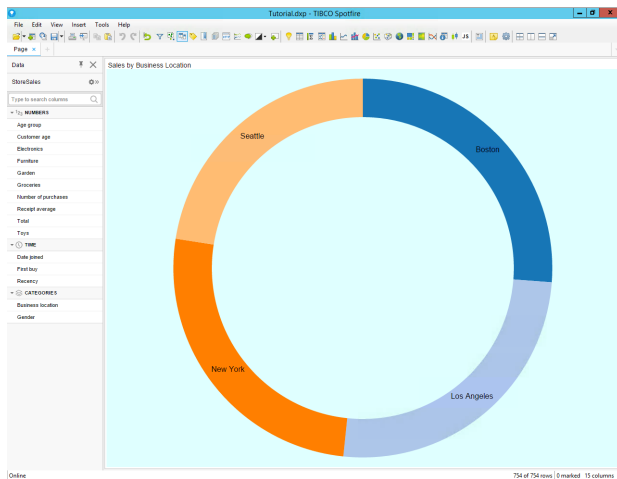 Tutorial.dxp - TIBCO Spotfire
File Edit View Insert Tools Help
JS
Page × +
Data
StoreSales
Type to search columns
NUMBERS
Age group
Customer age
Electronics
Furniture
Garden
Groceries
Number of purchases
Receipt average
Total
Toys
TIME
Date joined
First buy
Recency
CATEGORIES
Business location
Gender
Sales by Business Location
Seattle
Boston
New York
Los Angeles
Online
754 of 754 rows 0 marked 15 columns